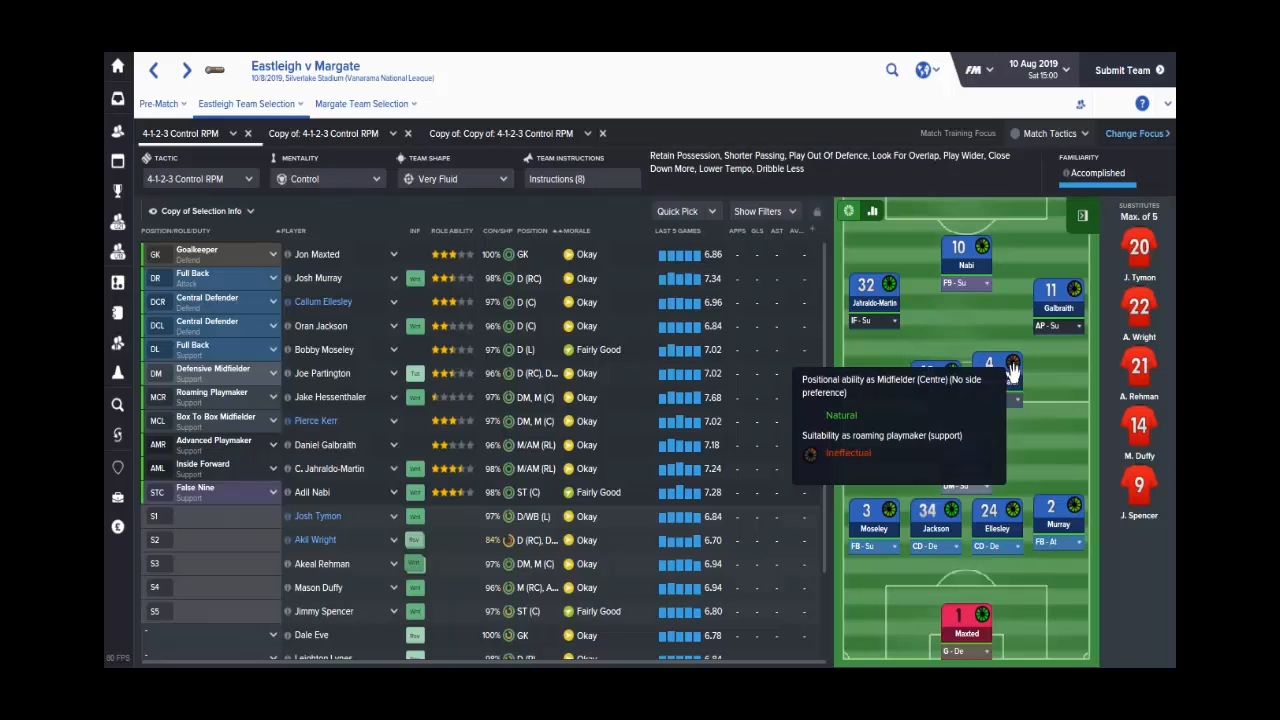 Eastleigh v Margate
10/8/2019, Silverlake Stadium (Vanarama National League)
FM
10 Aug 2019
Sat 15:00
Submit Team
Pre-Match
Eastleigh Team Selection
Margate Team Selection
?
4-1-2-3 Control RPM
Copy of: 4-1-2-3 Control RPM
Copy of: Copy of: 4-1-2-3 Control RPM
Match Training Focus
Match Tactics
Change Focus >
TACTIC
MENTALITY
TEAM SHAPE
TEAM INSTRUCTIONS
4-1-2-3 Control RPM
Control
Very Fluid
Instructions (8)
Retain Possession, Shorter Passing, Play Out Of Defence, Look For Overlap, Play Wider, Close
Down More, Lower Tempo, Dribble Less
FAMILIARITY
Accomplished
Copy of Selection Info
Quick Pick
Show Filters
POSITION/ROLE/DUTY PLAYER INF ROLE ABILITY CON/SHP POSITION MORALE LAST 5 GAMES APPS GLS AST AV...
GK Goalkeeper Defend Jon Maxted 100% GK Okay 6.86 - - - -
DR Full Back Attack Josh Murray Wnt 98% D (RC) Okay 7.34 - - - -
DCR Central Defender Defend Callum Ellesley 97% D (C) Okay 6.96 - - - -
DCL Central Defender Defend Oran Jackson Wnt 96% D (C) Okay 6.84 - - - -
DL Full Back Support Bobby Moseley 97% D (L) Fairly Good 7.02 - - - -
DM Defensive Midfielder Support Joe Partington Tut 96% D (RC), D... Okay 7.02 - - - -
MCR Roaming Playmaker Support Jake Hessenthaler Wnt 97% DM, M (C) Okay 7.68 - - - -
MCL Box To Box Midfielder Support Pierce Kerr 97% DM, M (C) Okay 7.02 - - - -
AMR Advanced Playmaker Support Daniel Galbraith 96% M/AM (RL) Okay 7.18 - - - -
AML Inside Forward Support C. Jahraldo-Martin Wnt 98% M/AM (RL) Okay 7.24 - - - -
STC False Nine Support Adil Nabi Wnt 98% ST (C) Fairly Good 7.28 - - - -
S1 Josh Tymon Wnt 97% D/WB (L) Okay 6.84 - - - -
S2 Akil Wright Rsv 84% D (RC), D... Okay 6.70 - - - -
S3 Akeal Rehman Wnt 97% DM, M (C) Okay 6.94 - - - -
S4 Mason Duffy Wnt 96% M (RC), A... Okay 6.94 - - - -
S5 Jimmy Spencer Wnt 97% ST (C) Fairly Good 6.80 - - - -
- Dale Eve Rsv 100% GK Okay 6.78 - - - -
10
Nabi
F9 - Su
32
Jahraldo-Martin
IF - Su
11
Galbraith
AP - Su
4
Positional ability as Midfielder (Centre) (No side
preference)
Natural
Suitability as roaming playmaker (support)
Ineffectual
DM - Su
3
Moseley
FB - Su
34
Jackson
CD - De
24
Ellesley
CD - De
2
Murray
FB - At
1
Maxted
G - De
SUBSTITUTES
Max. of 5
20
J. Tymon
22
A. Wright
21
A. Rehman
14
M. Duffy
9
J. Spencer
60 FPS